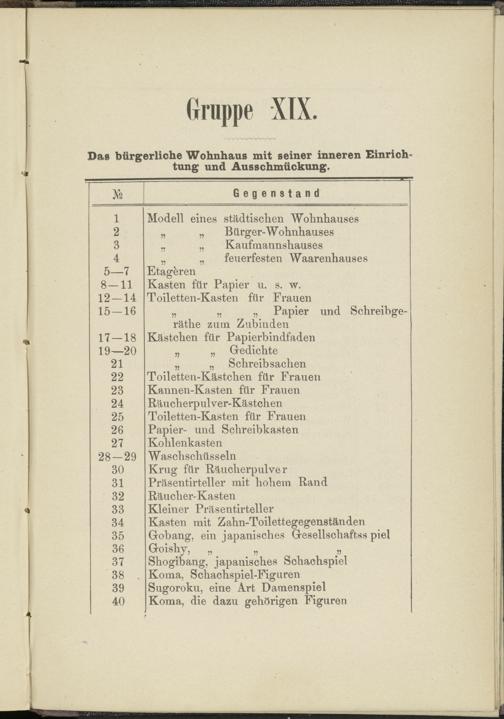 Gruppe XIX.
Das bürgerliche Wohnhaus mit seiner inneren Einrich-
tung und Ausschmückung.
№ Gegenstand
1 Modell eines städtischen Wohnhauses
2 „ „ Bürger-Wohnhauses
3 „ „ Kaufmannshauses
4 „ „ feuerfesten Waarenhauses
5—7 Etagèren
8—11 Kasten für Papier u. s. w.
12—14 Toiletten-Kasten für Frauen
15—16 „ „ „ Papier und Schreibge-
räthe zum Zubinden
17—18 Kästchen für Papierbindfaden
19—20 „ „ Gedichte
21 „ „ Schreibsachen
22 Toiletten-Kästchen für Frauen
23 Kannen-Kasten für Frauen
24 Räucherpulver-Kästchen
25 Toiletten-Kasten für Frauen
26 Papier- und Schreibkasten
27 Kohlenkasten
28—29 Waschschüsseln
30 Krug für Räucherpulver
31 Präsentirteller mit hohem Rand
32 Räucher-Kasten
33 Kleiner Präsentirteller
34 Kasten mit Zahn-Toilettegegenständen
35 Gobang, ein japanisches Gesellschafts spiel
36 Goishy, „ „ „
37 Shogibang, japanisches Schachspiel
38 Koma, Schachspiel-Figuren
39 Sugoroku, eine Art Damenspiel
40 Koma, die dazu gehörigen Figuren